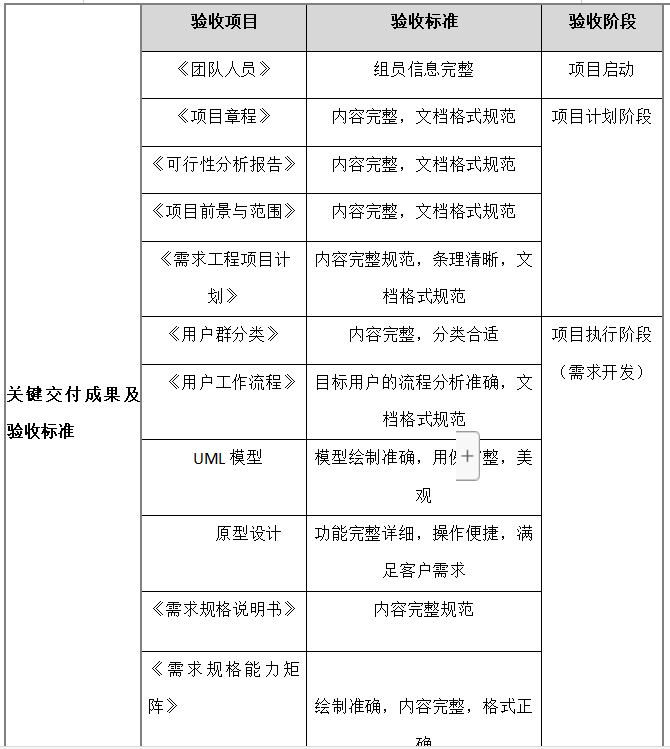 验收项目 验收标准 验收阶段
《团队人员》 组员信息完整 项目启动
《项目章程》 内容完整，文档格式规范 项目计划阶段
《可行性分析报告》 内容完整，文档格式规范
《项目前景与范围》 内容完整，文档格式规范
《需求工程项目计 内容完整规范，条理清晰，文
划》 档格式规范
《用户群分类》 内容完整，分类合适 项目执行阶段
（需求开发）
《用户工作流程》 目标用户的流程分析准确，文
档格式规范
关键交付成果及
验收标准
UML 模型 模型绘制准确，用 整，美
观
原型设计 功能完整详细，操作便捷，满
足客户需求
《需求规格说明书》 内容完整规范
《需求规格能力矩
阵》 绘制准确，内容完整，格式正
确